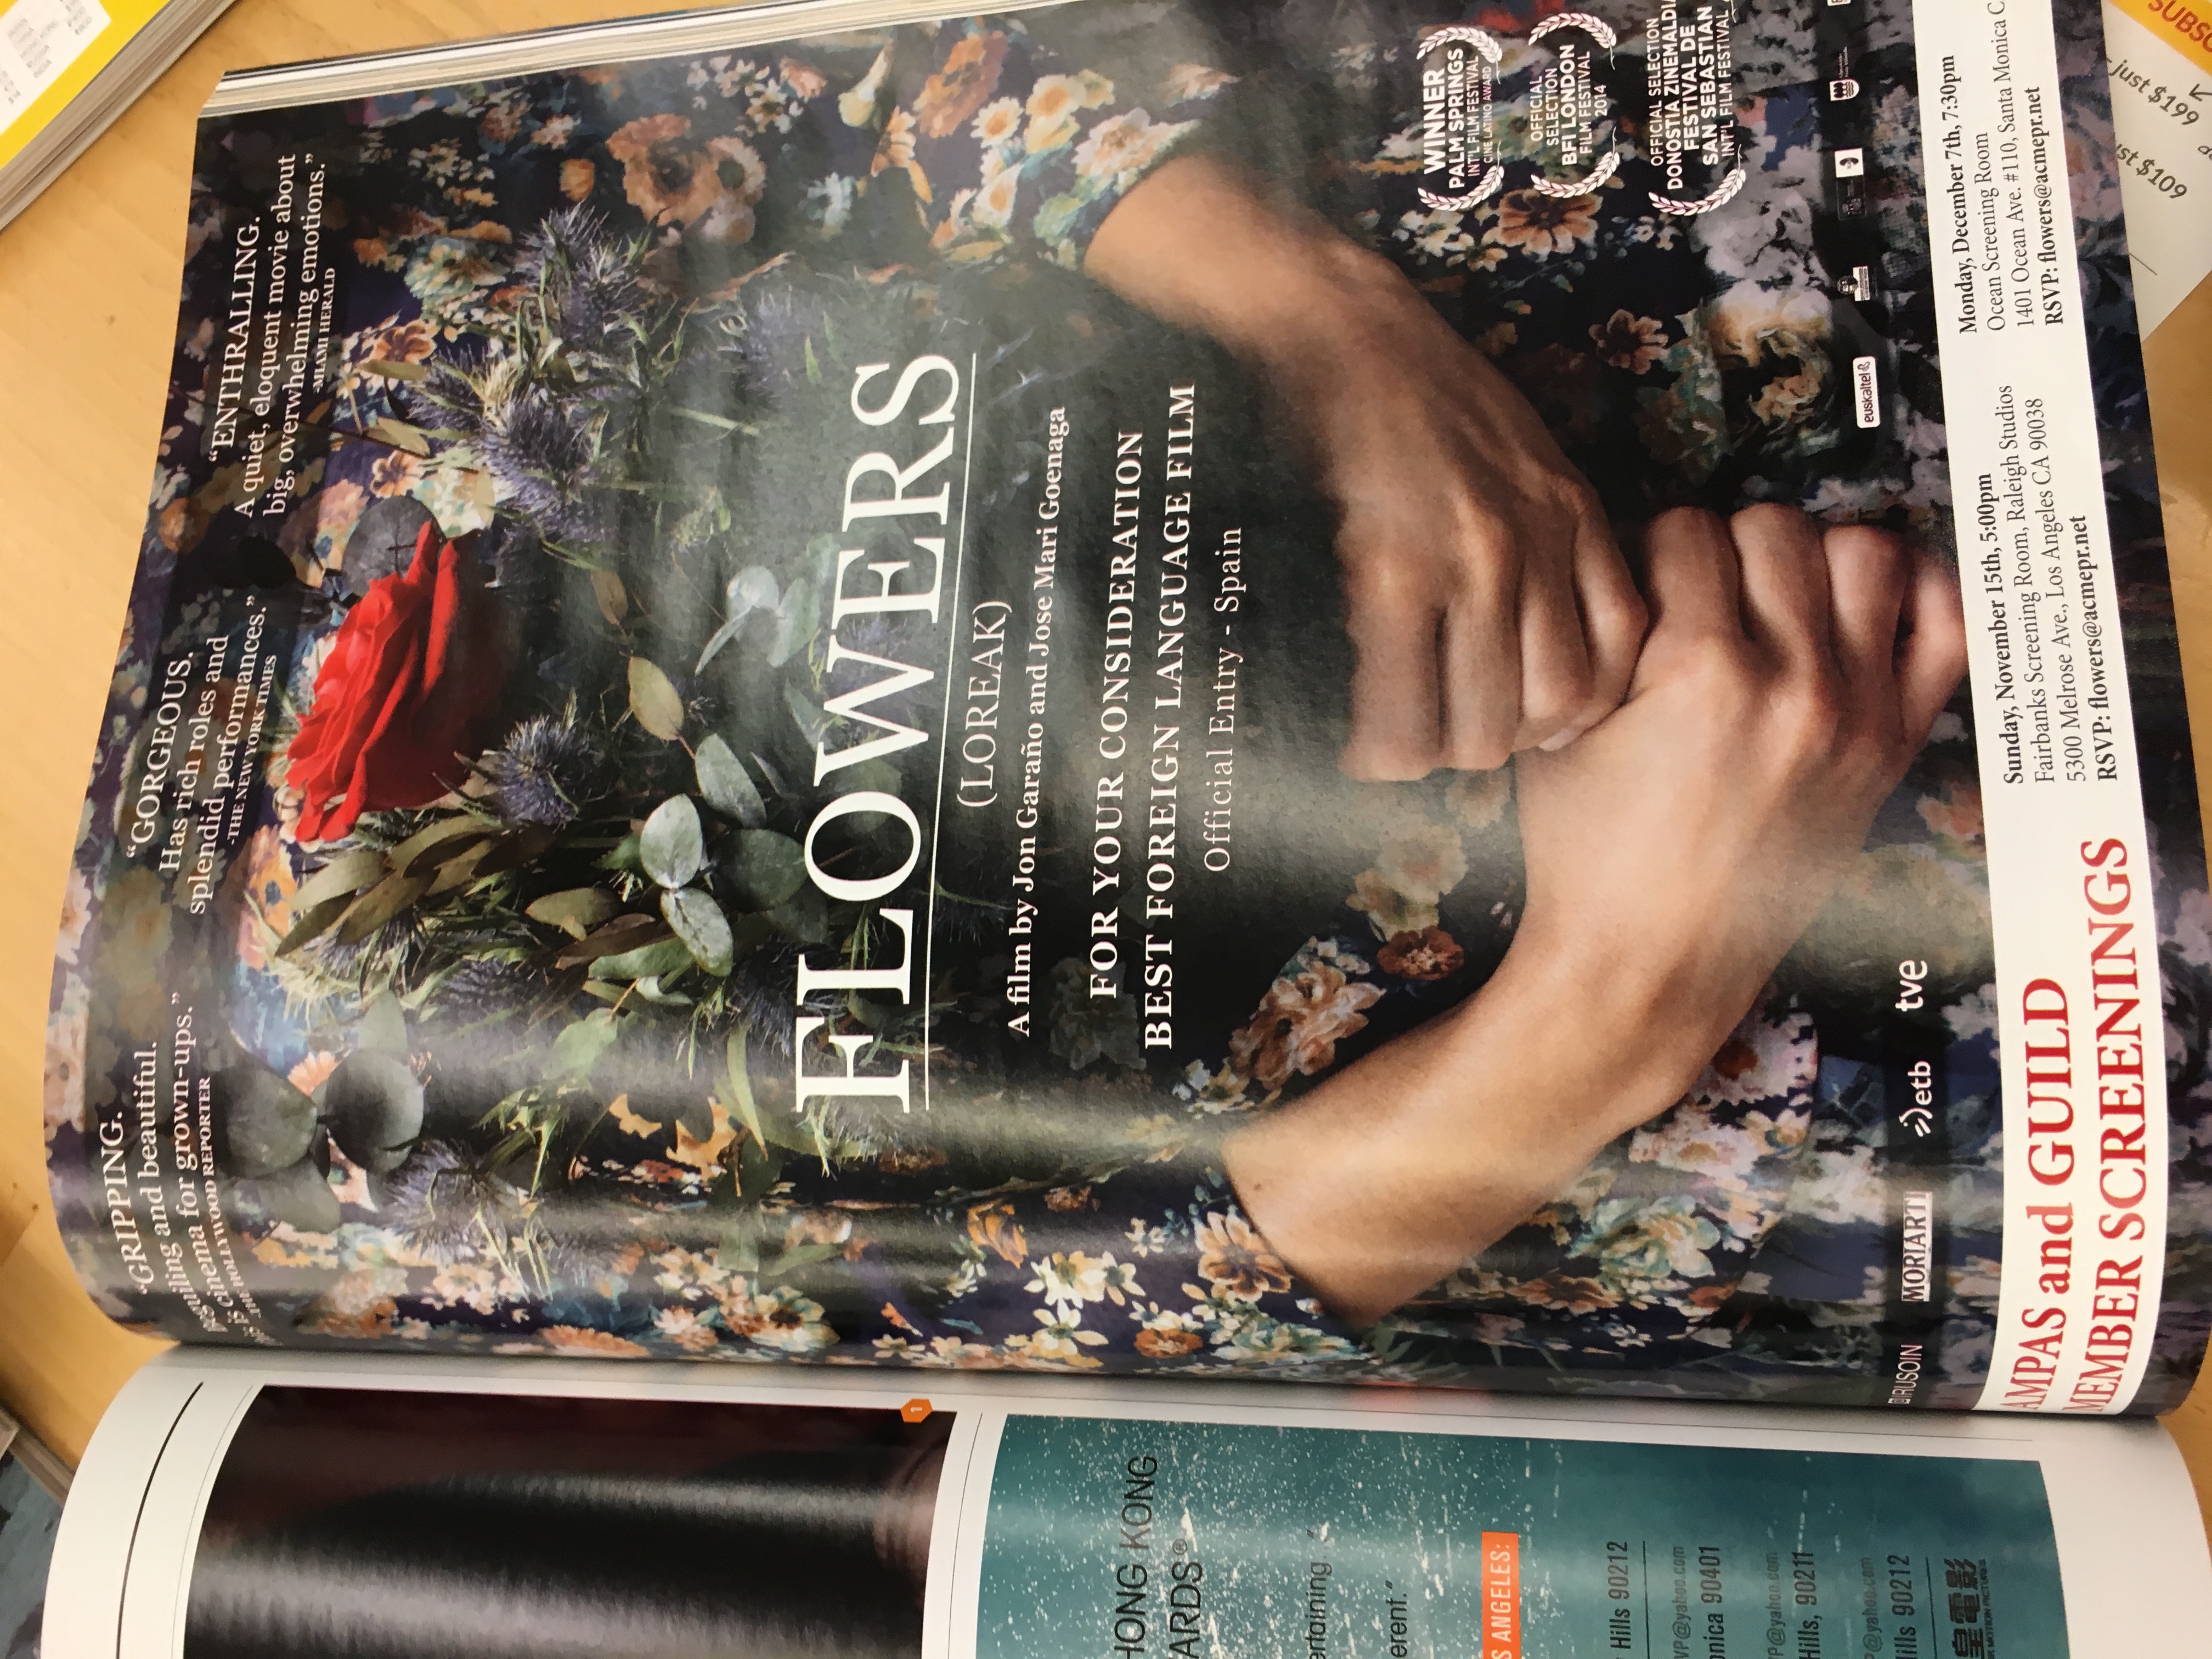 HONG KONG
ARDS®
ertaining..."
erent."
S ANGELES:
Hills 90212
VP@yahoo.com
onica 90401
P@yahoo.com
Hills, 90211
P@yahoo.com
ills 90212
皇電影
MOTION PICTURES
1
"GRIPPING.
Beguiling and beautiful.
is cinema for grown-ups."
-THE HOLLYWOOD REPORTER
"GORGEOUS.
Has rich roles and
splendid performances."
-THE NEW YORK TIMES
"ENTHRALLING.
A quiet, eloquent movie about
big, overwhelming emotions."
-MIAMI HERALD
FLOWERS
(LOREAK)
A film by Jon Garaño and Jose Mari Goenaga
FOR YOUR CONSIDERATION
BEST FOREIGN LANGUAGE FILM
Official Entry - Spain
WINNER
PALM SPRINGS
INT'L FILM FESTIVAL
CINE LATINO AWARD
OFFICIAL
SELECTION
BFI LONDON
FILM FESTIVAL
2014
OFFICIAL SELECTION
DONOSTIA ZINEMALDIA
FESTIVAL DE
SAN SEBASTIAN
INT'L FILM FESTIVAL
IRUSOIN
MORIARTI
etb
tve
euskaltel
AMPAS and GUILD
MEMBER SCREENINGS
Sunday, November 15th, 5:00pm
Fairbanks Screening Room, Raleigh Studios
5300 Melrose Ave., Los Angeles CA 90038
RSVP: flowers@acmepr.net
Monday, December 7th, 7:30pm
Ocean Screening Room
1401 Ocean Ave. #110, Santa Monica C
RSVP: flowers@acmepr.net
just $199
st $109
SUBSC